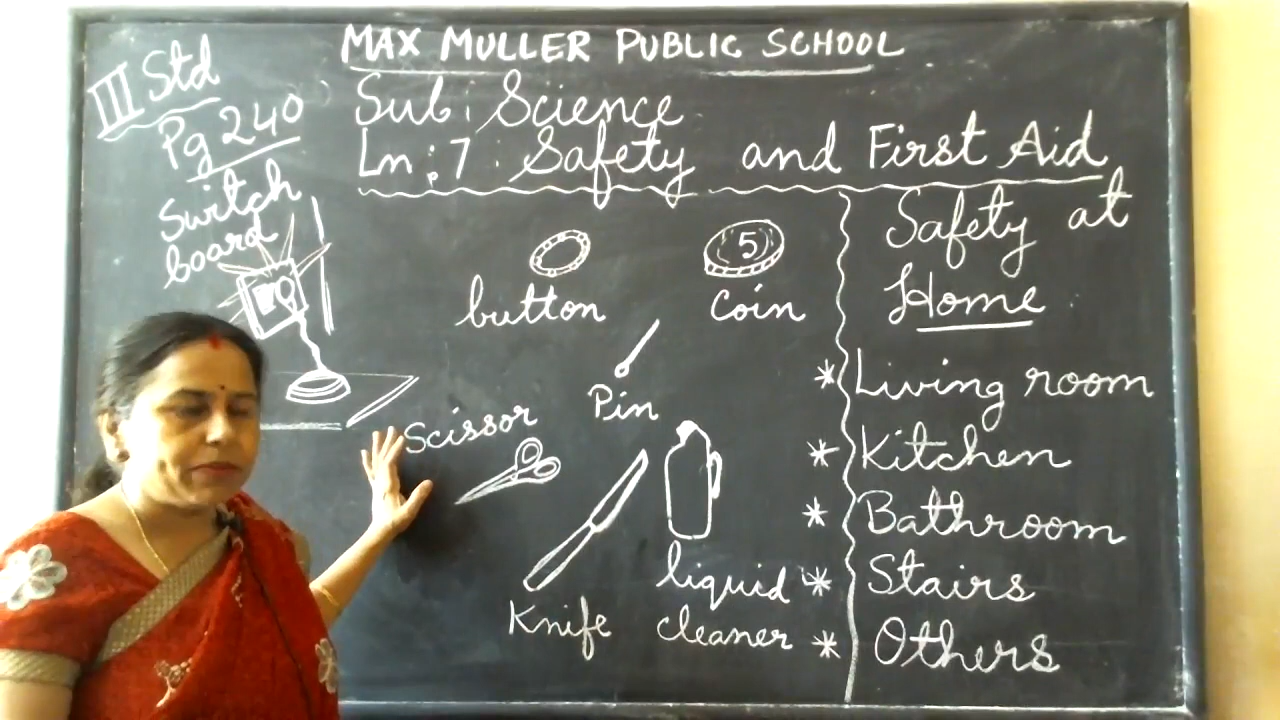 MAX MULLER PUBLIC SCHOOL
III Std
Pg 240
Sub: Science
Ln: 7: Safety and First Aid
Switch
board
button
5
coin
Pin
Scissor
Knife
liquid
cleaner
Safety at
Home
* Living room
* Kitchen
* Bathroom
* Stairs
* Others